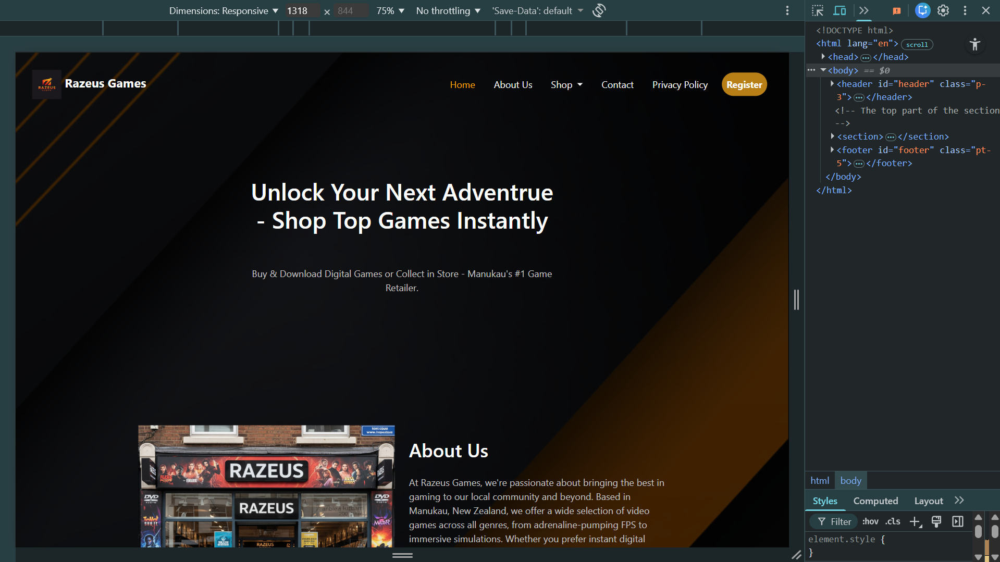 Dimensions: Responsive 1318 × 844 75% No throttling 'Save-Data': default
RAZEUS
Razeus Games
Home About Us Shop Contact Privacy Policy Register
Unlock Your Next Adventrue
- Shop Top Games Instantly
Buy & Download Digital Games or Collect in Store - Manukau's #1 Game
Retailer.
RAZEUS
RAZEUS
DVD
DVD
RAZEUS
About Us
At Razeus Games, we're passionate about bringing the best in
gaming to our local community and beyond. Based in
Manukau, New Zealand, we offer a wide selection of video
games across all genres, from adrenaline-pumping FPS to
immersive simulations. Whether you prefer instant digital
<!DOCTYPE html>
<html lang="en"> scroll
<head> ••• </head>
••• <body> == $0
<header id="header" class="p-
3"> ••• </header>
<!-- The top part of the section
-->
<section> ••• </section>
<footer id="footer" class="pt-
5"> ••• </footer>
</body>
</html>
html body
Styles Computed Layout
Filter :hov .cls
element.style {
}